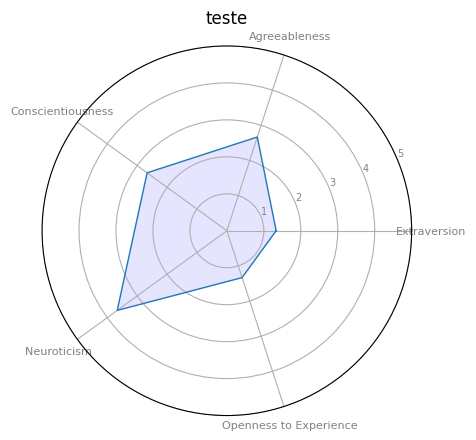 teste
Agreeableness
Conscientiousness
5
4
3
2
1
Extraversion
Neuroticism
Openness to Experience